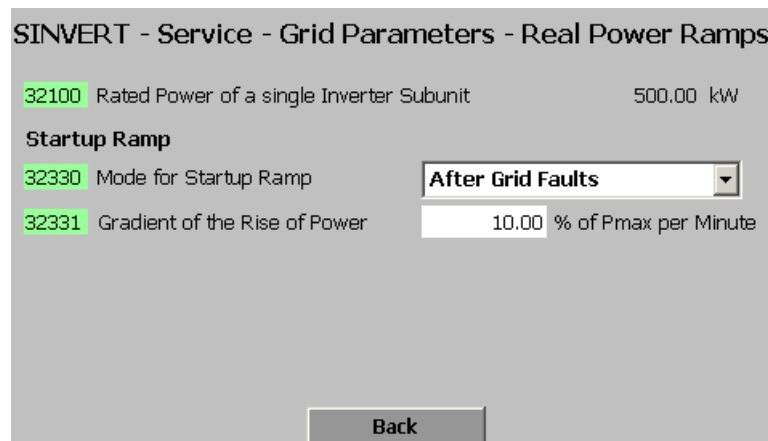 SINVERT - Service - Grid Parameters - Real Power Ramps
32100 Rated Power of a single Inverter Subunit 500.00 kW
Startup Ramp
32330 Mode for Startup Ramp After Grid Faults
32331 Gradient of the Rise of Power 10.00 % of Pmax per Minute
Back